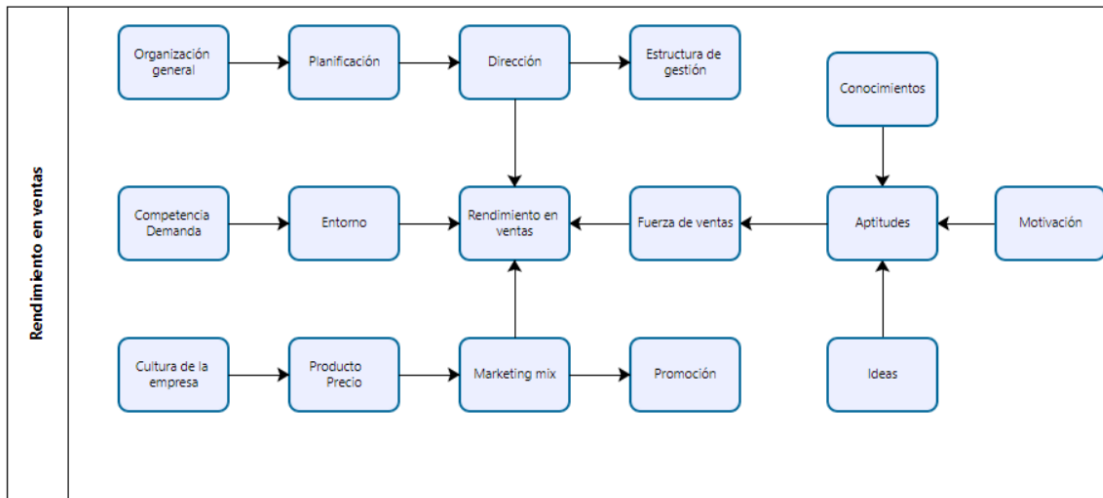 Rendimiento en ventas
Organización
general
Planificación
Dirección
Estructura de
gestión
Conocimientos
Competencia
Demanda
Entorno
Rendimiento en
ventas
Fuerza de ventas
Aptitudes
Motivación
Cultura de la
empresa
Producto
Precio
Marketing mix
Promoción
Ideas